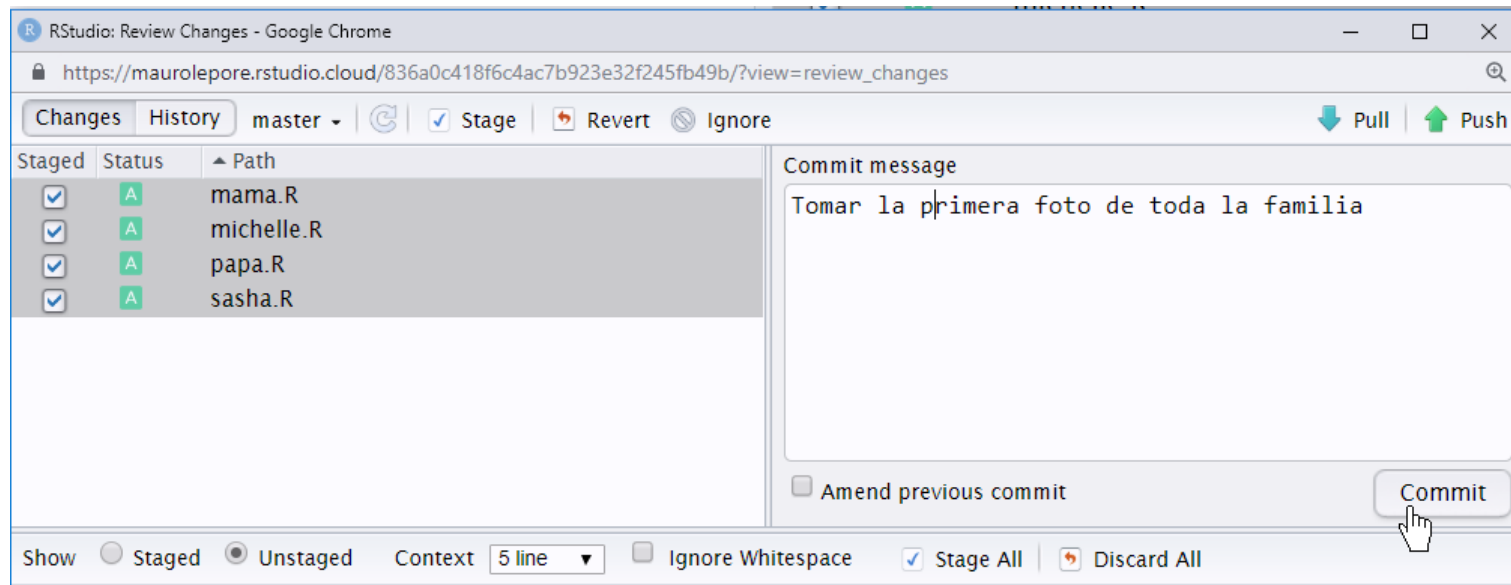 RStudio: Review Changes - Google Chrome
https://maurolepore.rstudio.cloud/836a0c418f6c4ac7b923e32f245fb49b/?view=review_changes
Changes History master Stage Revert Ignore Pull Push
Staged Status Path
Commit message
A mama.R
Tomar la primera foto de toda la familia
A michelle.R
A papa.R
A sasha.R
Amend previous commit
Commit
Show Staged Unstaged Context 5 line Ignore Whitespace Stage All Discard All